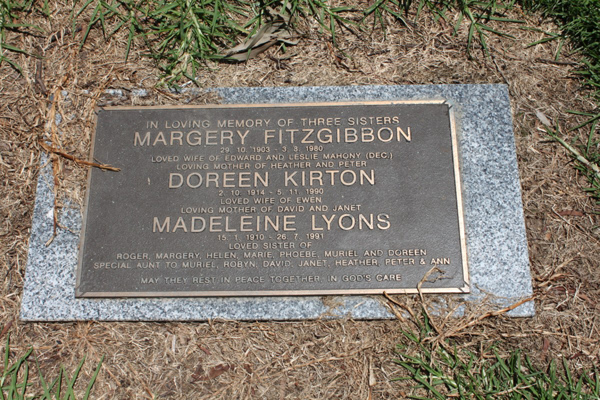 IN LOVING MEMORY OF THREE SISTERS
MARGERY FITZGIBBON
29. 10. 1903 - 3. 3. 1980
LOVED WIFE OF EDWARD AND LESLIE MAHONY (DEC.)
LOVING MOTHER OF HEATHER AND PETER
DOREEN KIRTON
2. 10. 1914 - 5. 11. 1990
LOVED WIFE OF EWEN
LOVING MOTHER OF DAVID AND JANET
MADELEINE LYONS
15. 1. 1910 - 26. 7. 1991
LOVED SISTER OF
ROGER, MARGERY, HELEN, MARIE, PHOEBE, MURIEL AND DOREEN
SPECIAL AUNT TO MURIEL, ROBYN, DAVID, JANET, HEATHER, PETER & ANN
MAY THEY REST IN PEACE TOGETHER IN GOD'S CARE